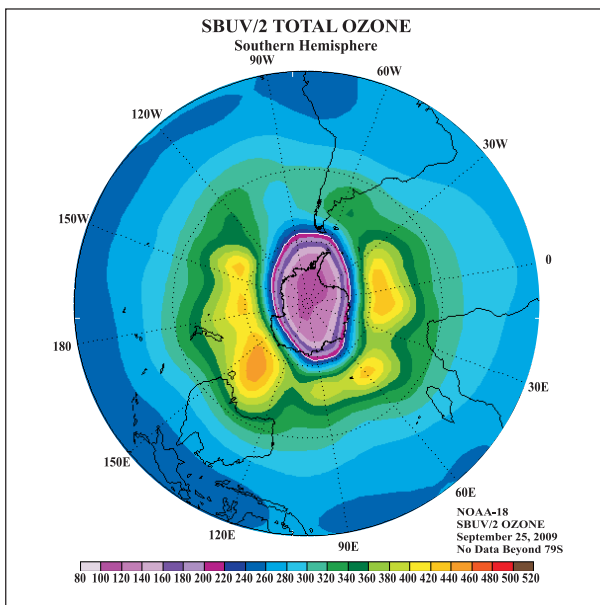 SBUV/2 TOTAL OZONE
Southern Hemisphere
90W
60W
120W
30W
150W
0
180
30E
150E
60E
120E
90E
NOAA-18
SBUV/2 OZONE
September 25, 2009
No Data Beyond 79S
80 100 120 140 160 180 200 220 240 260 280 300 320 340 360 380 400 420 440 460 480 500 520